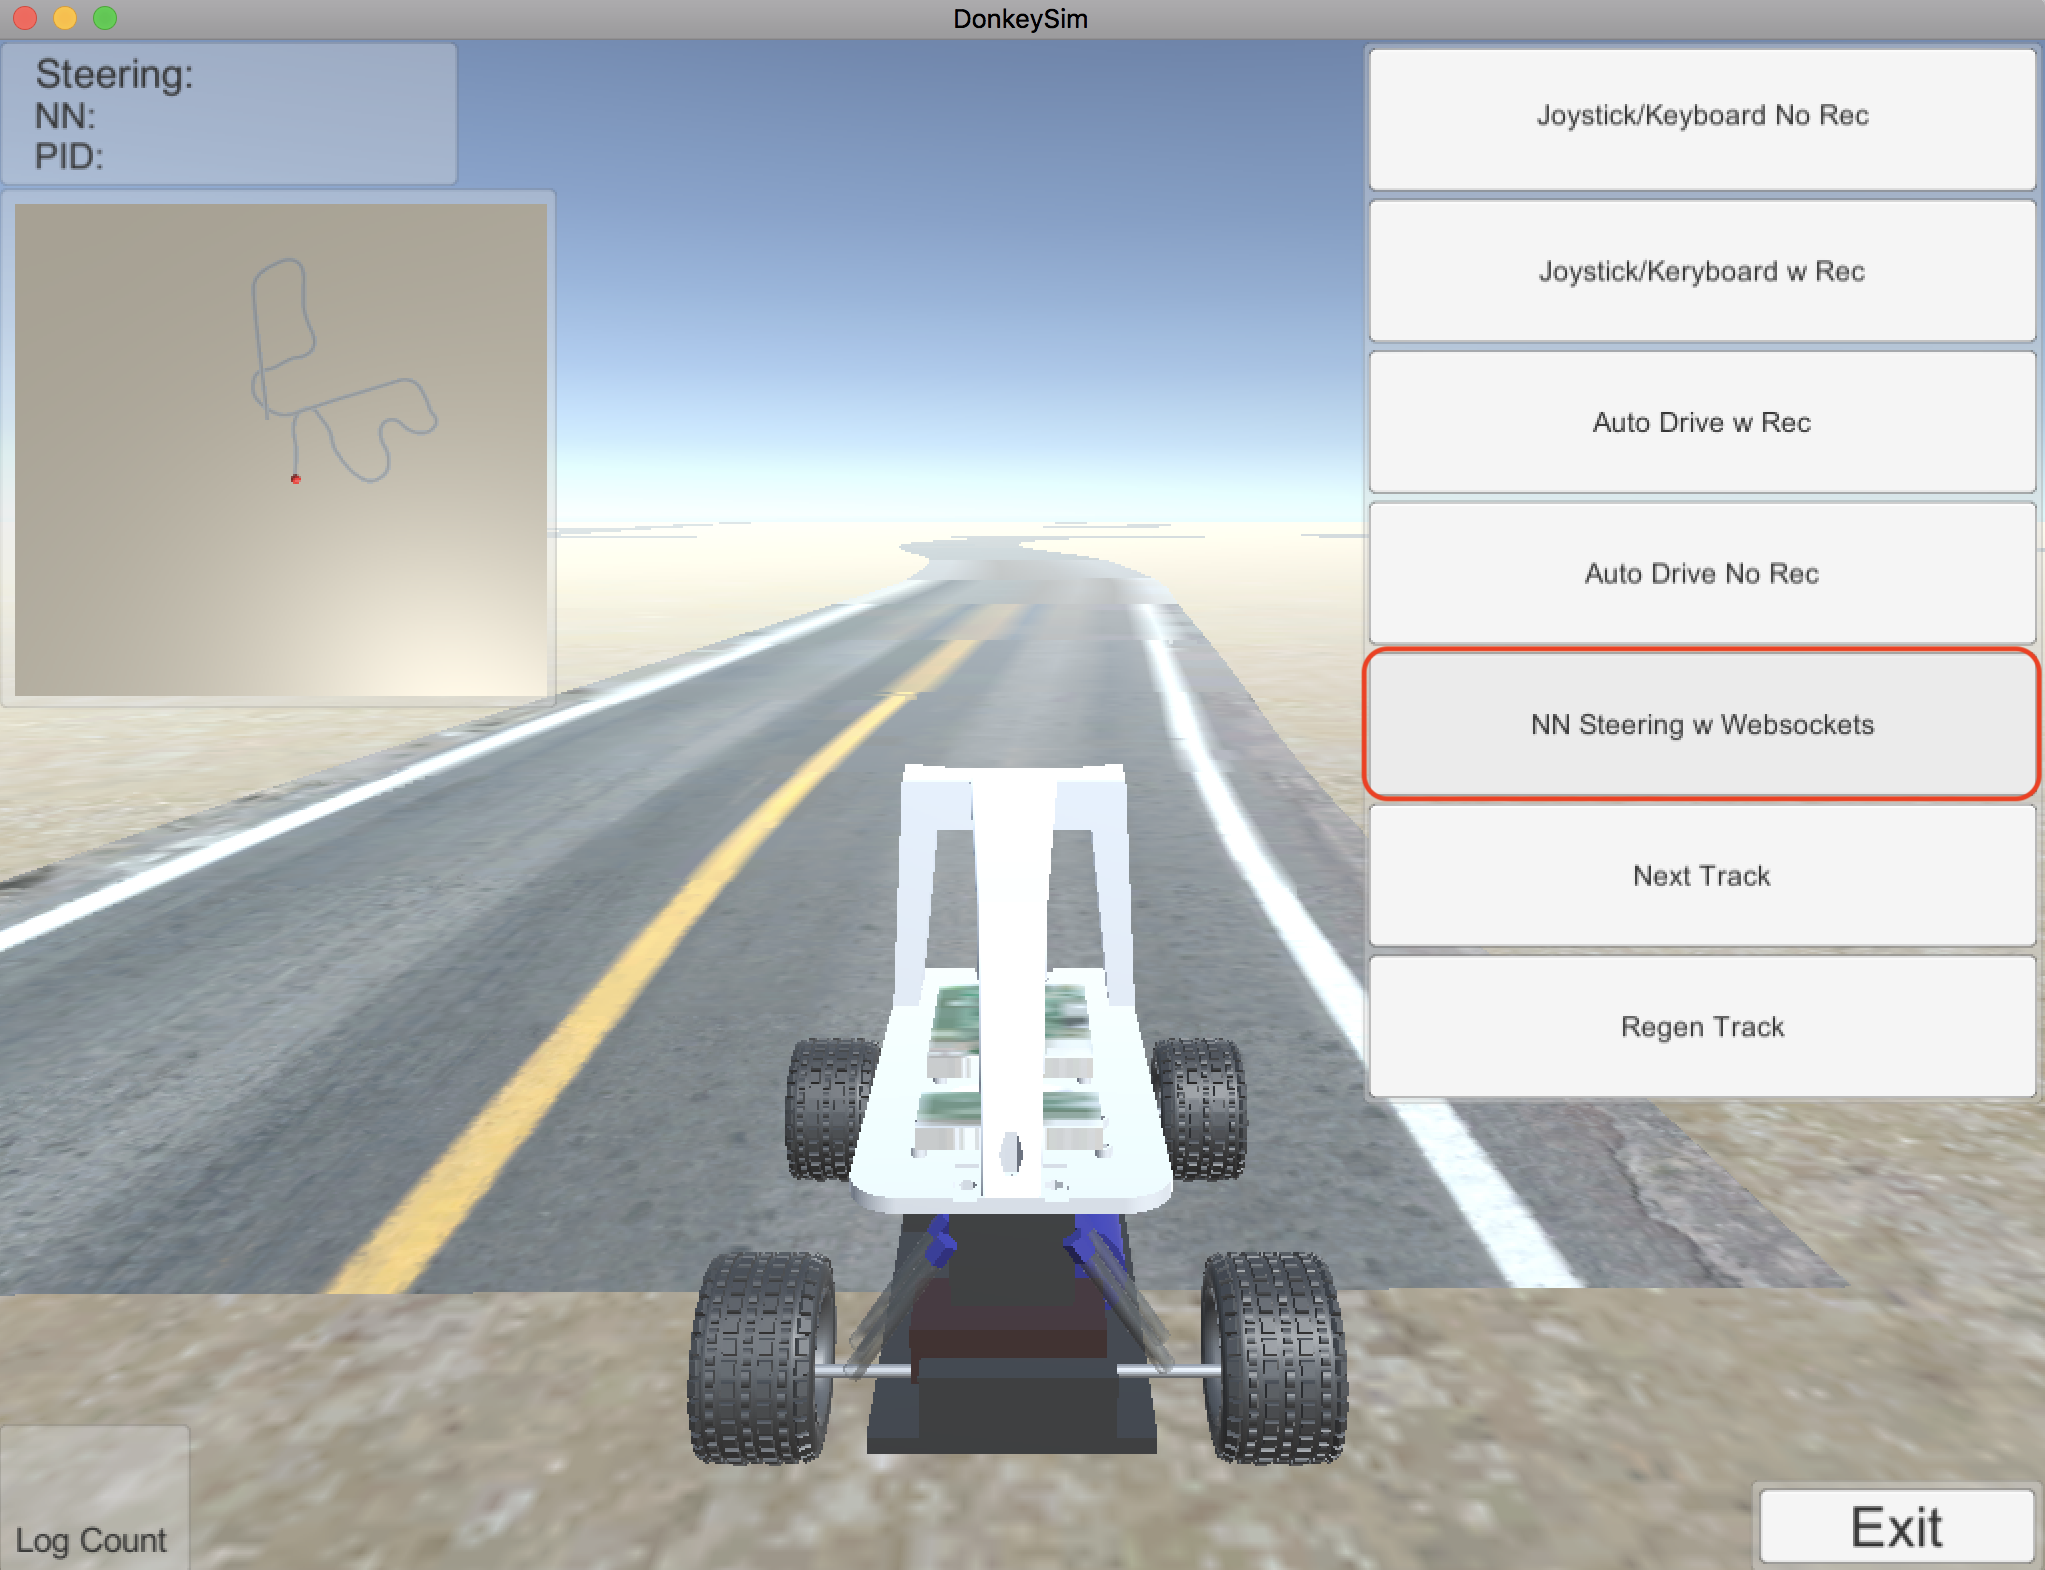 DonkeySim
Steering:
NN:
PID:
Joystick/Keyboard No Rec
Joystick/Keryboard w Rec
Auto Drive w Rec
Auto Drive No Rec
NN Steering w Websockets
Next Track
Regen Track
Log Count
Exit